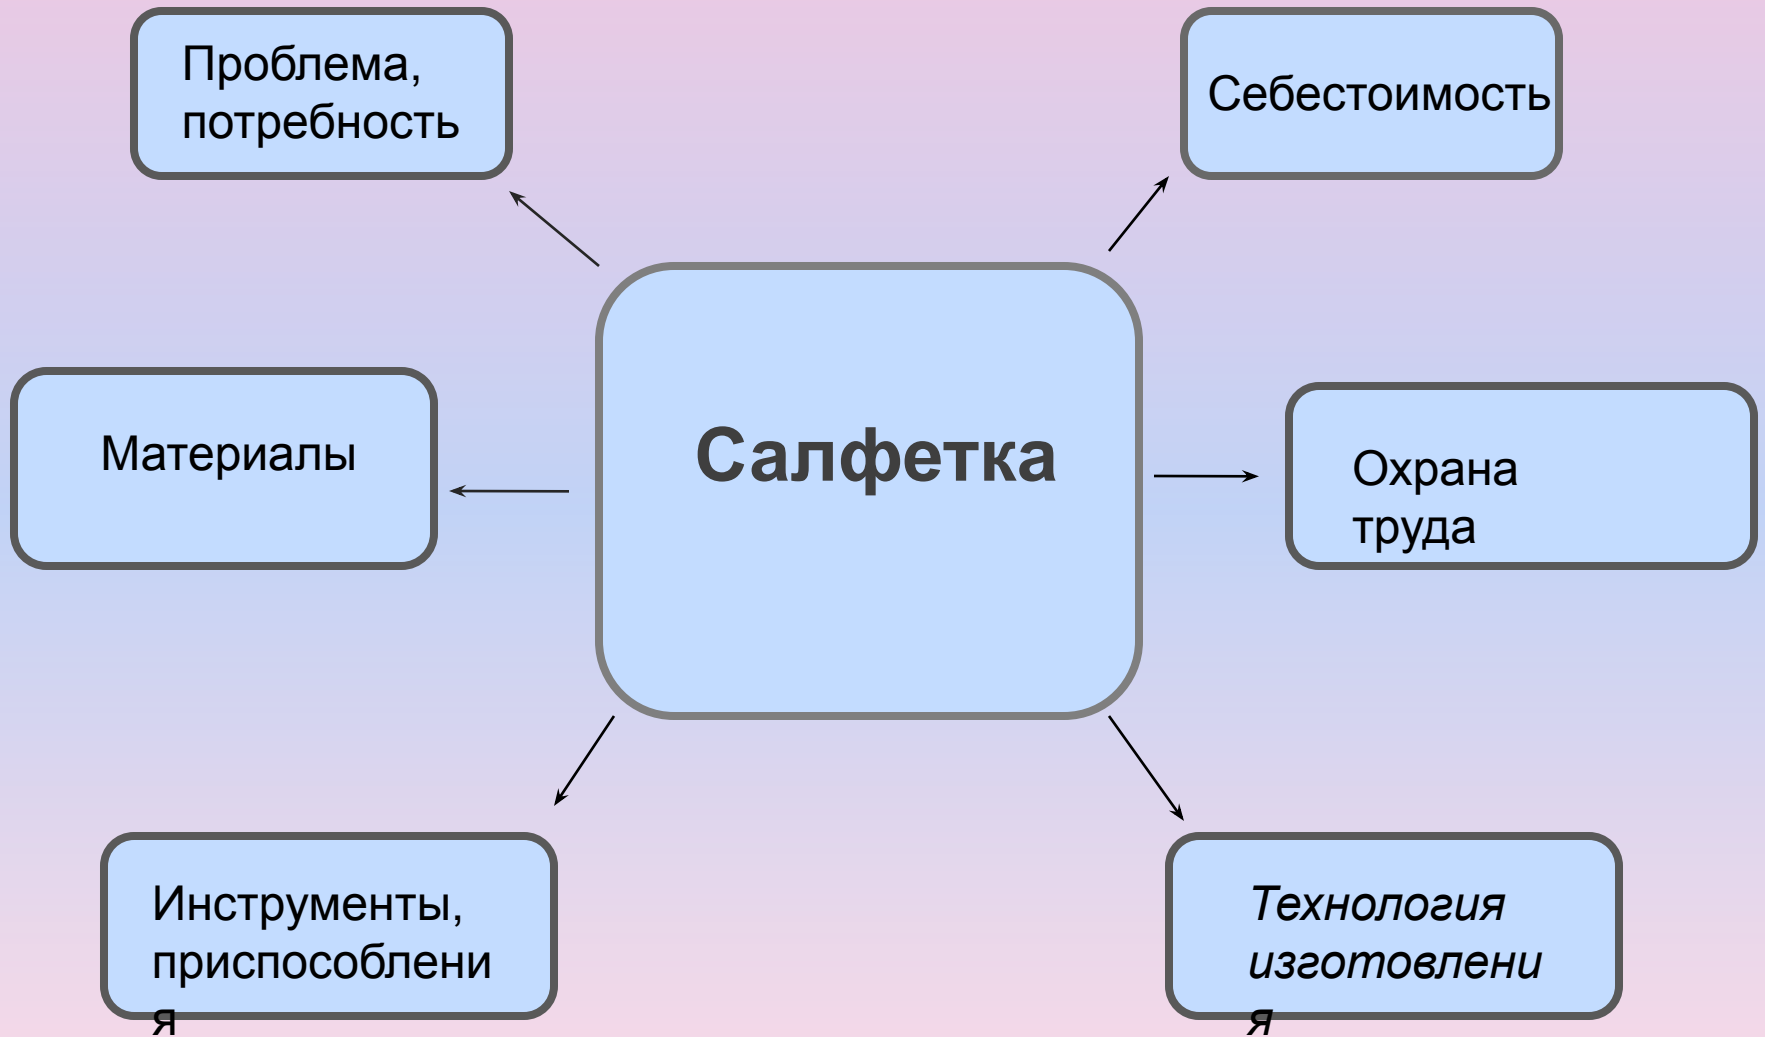 Проблема,
потребность
Себестоимость
Материалы
Салфетка
Охрана
труда
Инструменты,
приспособлени
я
Технология
изготовлени
я